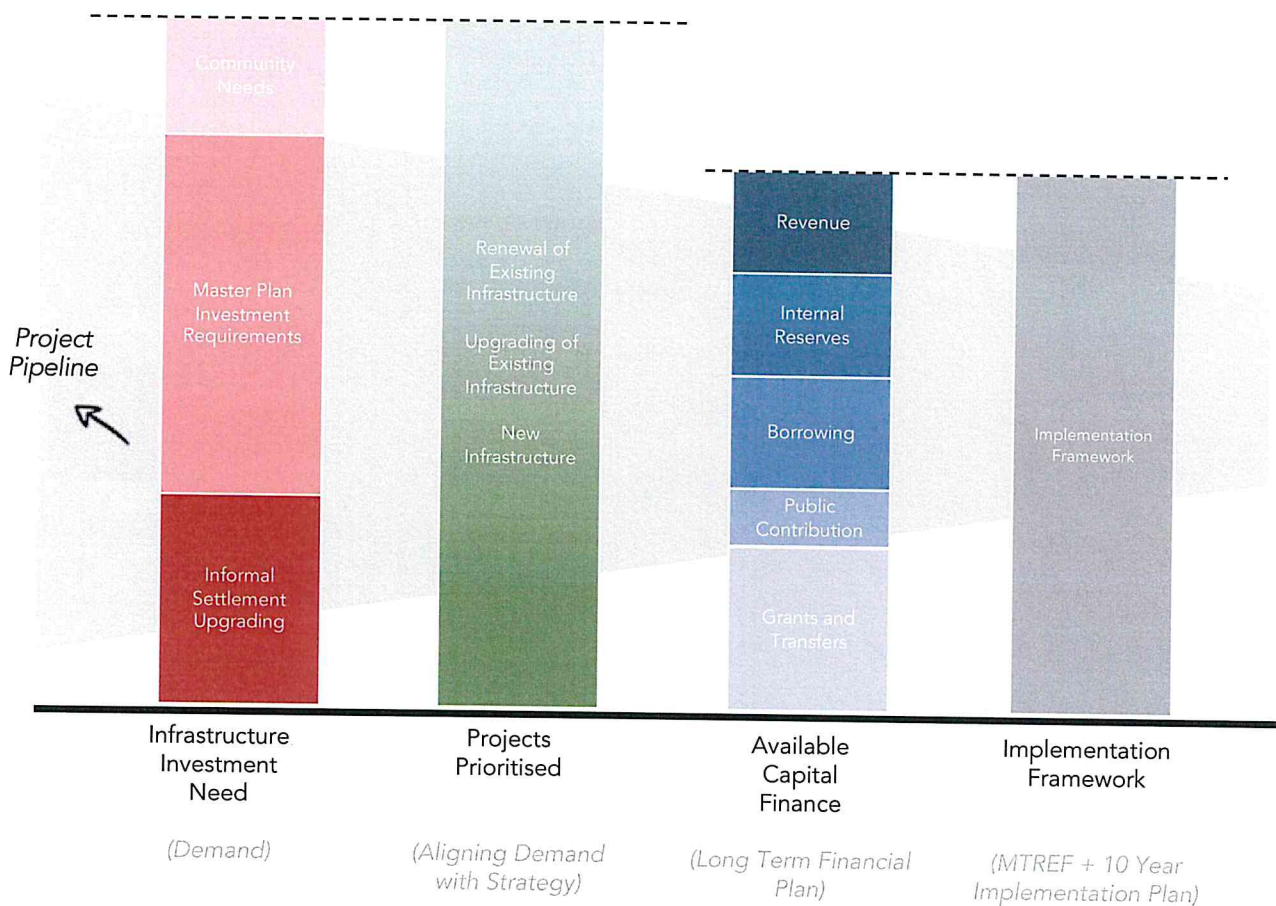 Community
Needs
Master Plan
Investment
Requirements
Informal
Settlement
Upgrading
Project
Pipeline
Renewal of
Existing
Infrastructure
Upgrading of
Existing
Infrastructure
New
Infrastructure
Revenue
Internal
Reserves
Borrowing
Public
Contribution
Grants and
Transfers
Implementation
Framework
Infrastructure
Investment
Need
(Demand)
Projects
Prioritised
(Aligning Demand
with Strategy)
Available
Capital
Finance
(Long Term Financial
Plan)
Implementation
Framework
(MTREF + 10 Year
Implementation Plan)